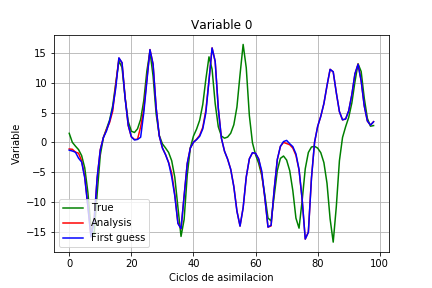 Variable 0
Variable
15
10
5
0
−5
−10
−15
True
Analysis
First guess
0
20
40
60
80
100
Ciclos de asimilacion